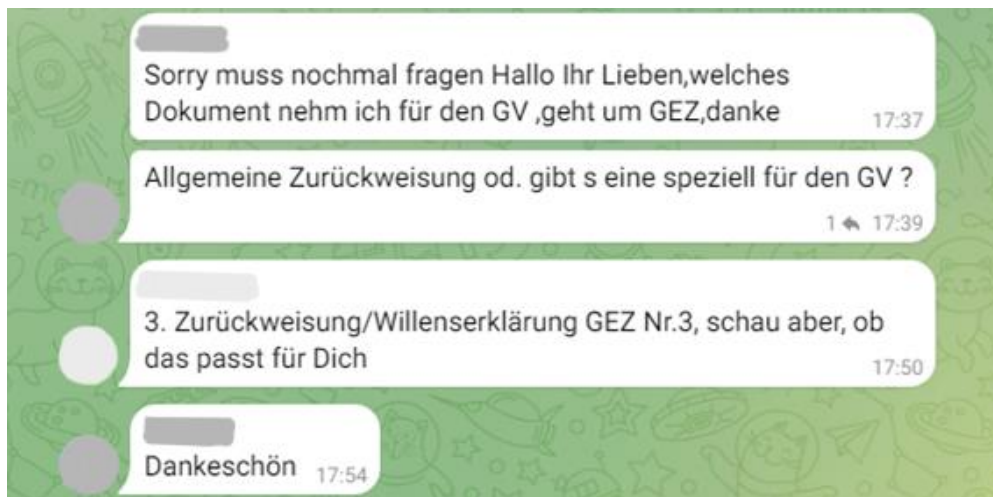 Sorry muss nochmal fragen Hallo Ihr Lieben,welches
Dokument nehm ich für den GV ,geht um GEZ,danke
17:37
Allgemeine Zurückweisung od. gibt s eine speziell für den GV ?
1 17:39
3. Zurückweisung/Willenserklärung GEZ Nr.3, schau aber, ob
das passt für Dich
17:50
Dankeschön 17:54